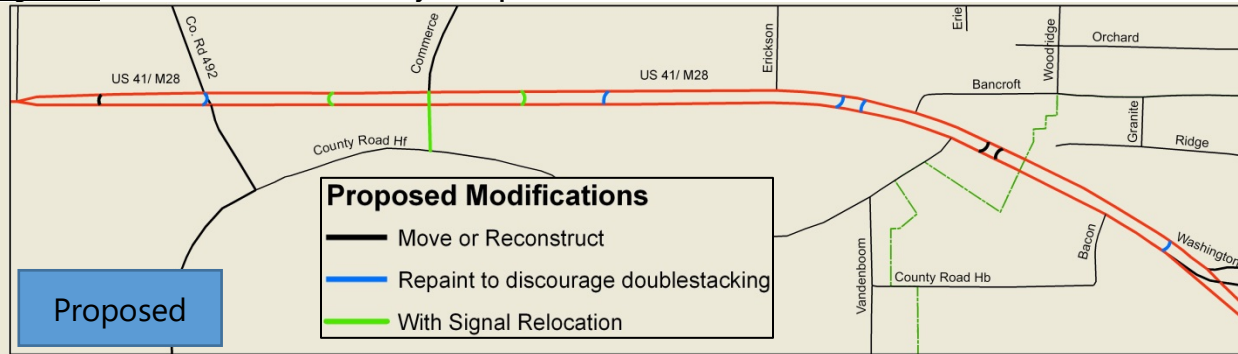 Co. Rd 492
Commerce
US 41/ M28
US 41/ M28
Erickson
Erie
Woodridge
Orchard
Bancroft
Granite
Ridge
County Road Hf
Proposed Modifications
Move or Reconstruct
Repaint to discourage doublestacking
With Signal Relocation
Vandenboom
Bacon
Washington
County Road Hb
Proposed